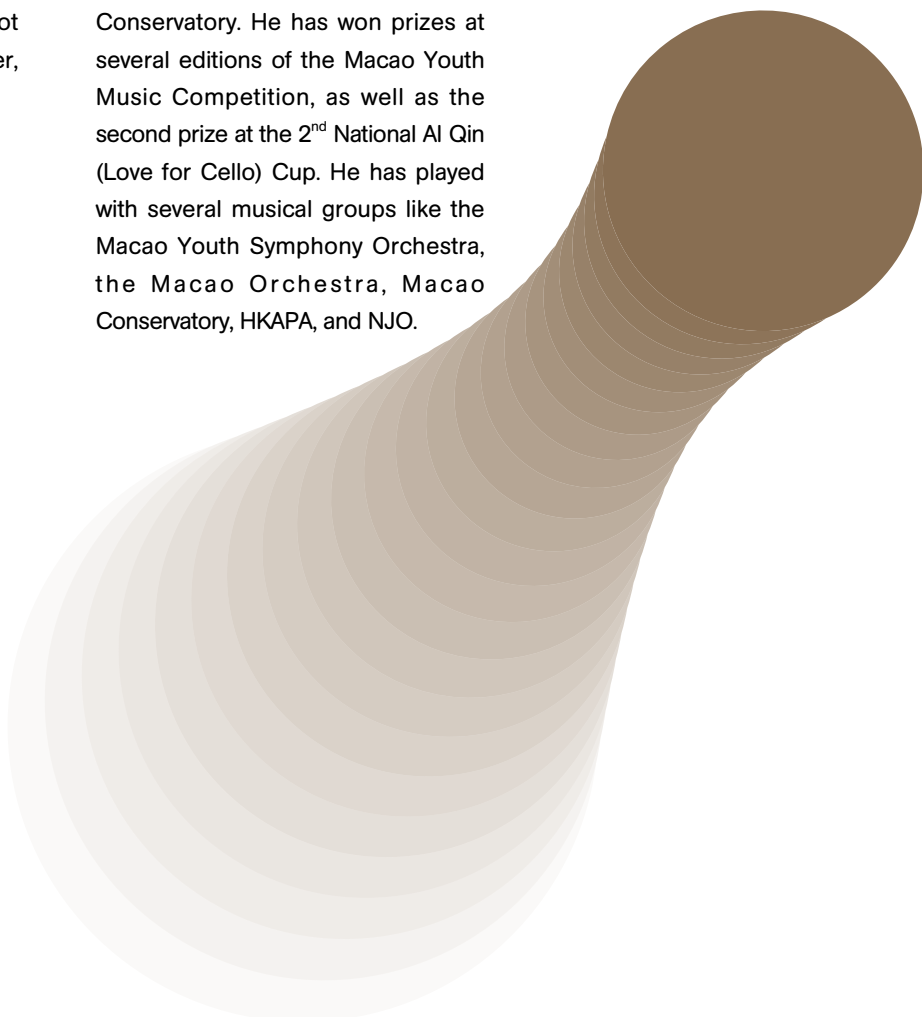 ot
er,
Conservatory. He has won prizes at
several editions of the Macao Youth
Music Competition, as well as the
second prize at the 2nd National AI Qin
(Love for Cello) Cup. He has played
with several musical groups like the
Macao Youth Symphony Orchestra,
the Macao Orchestra, Macao
Conservatory, HKAPA, and NJO.